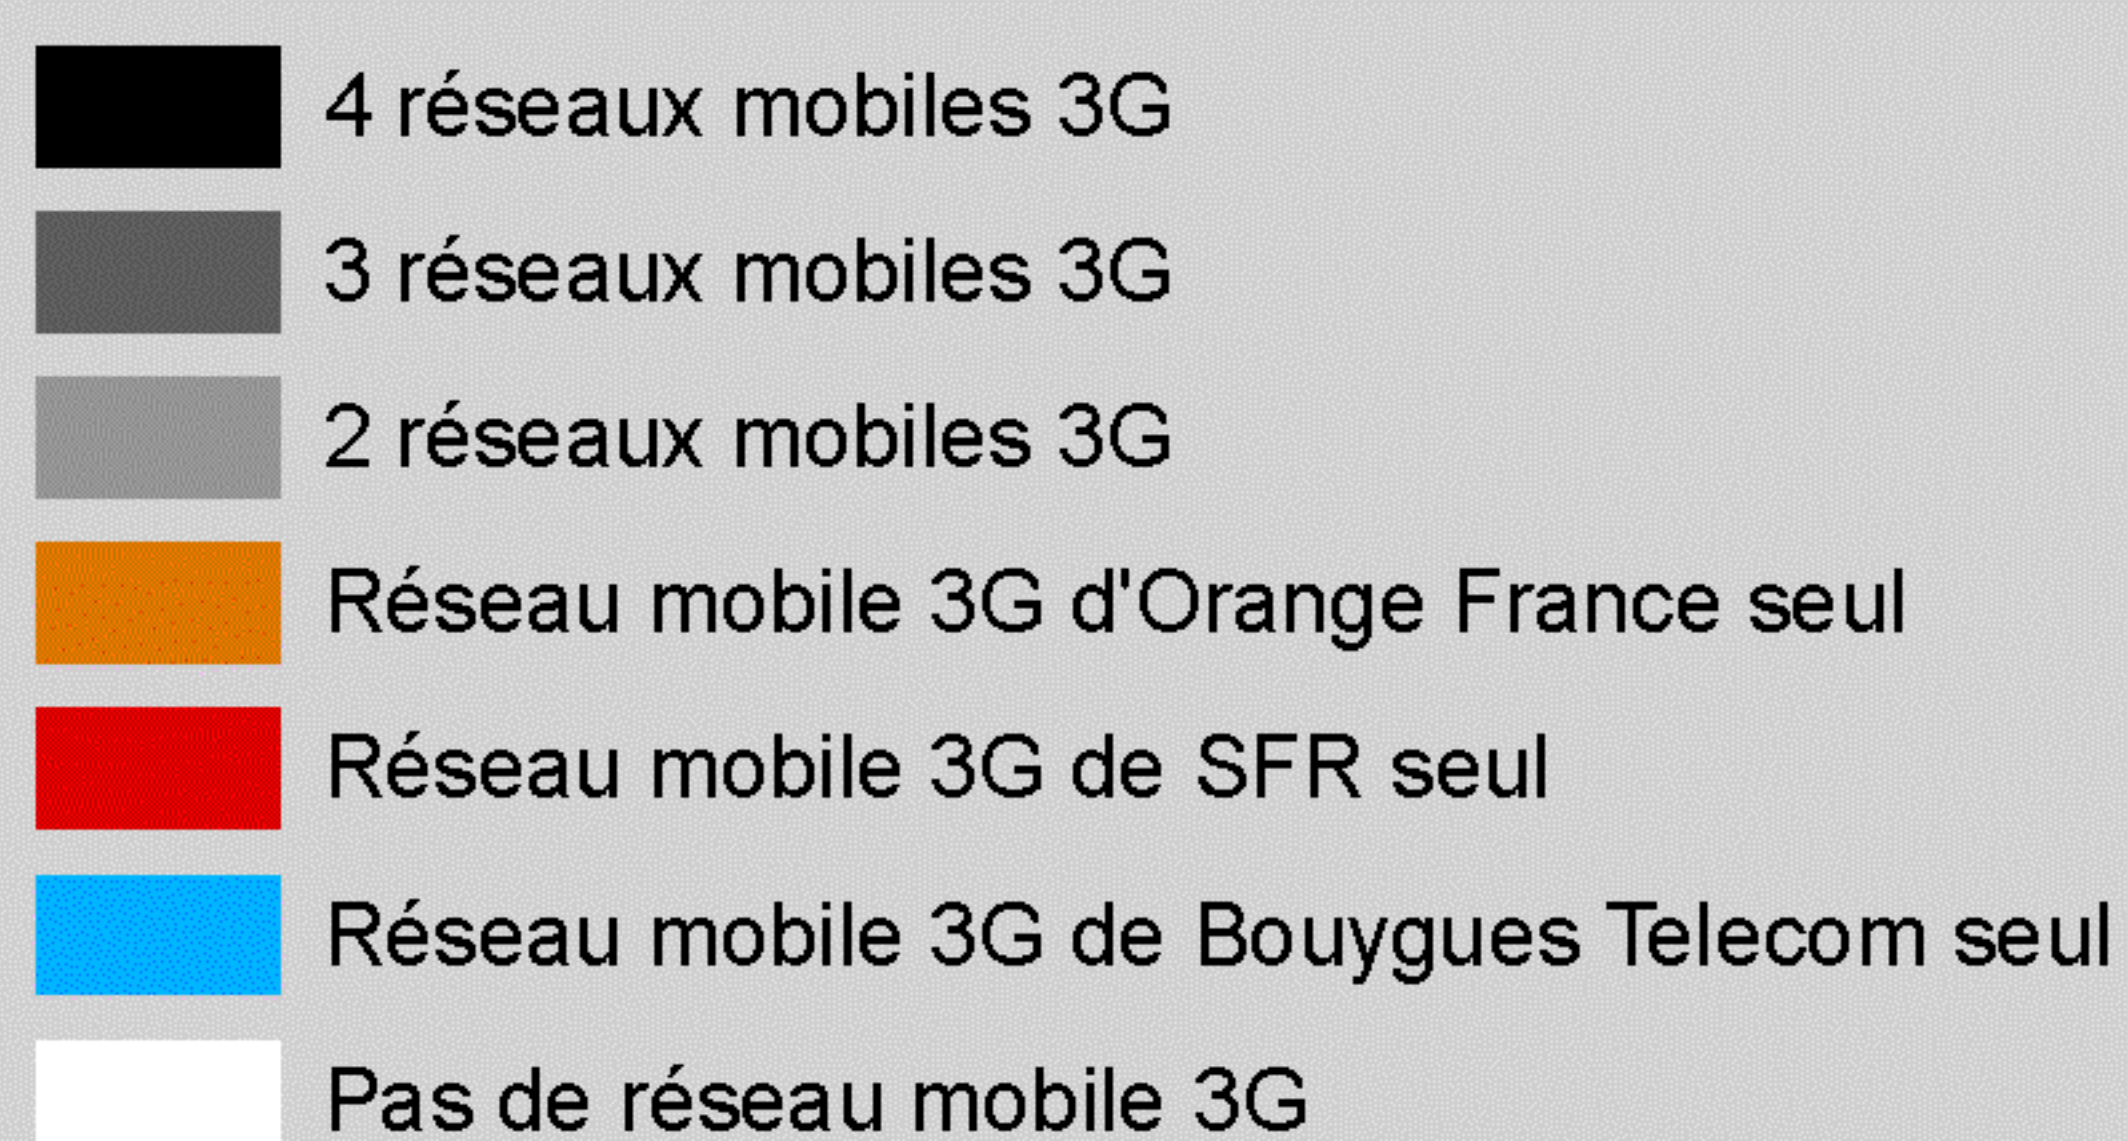 4 réseaux mobiles 3G
3 réseaux mobiles 3G
2 réseaux mobiles 3G
Réseau mobile 3G d'Orange France seul
Réseau mobile 3G de SFR seul
Réseau mobile 3G de Bouygues Telecom seul
Pas de réseau mobile 3G